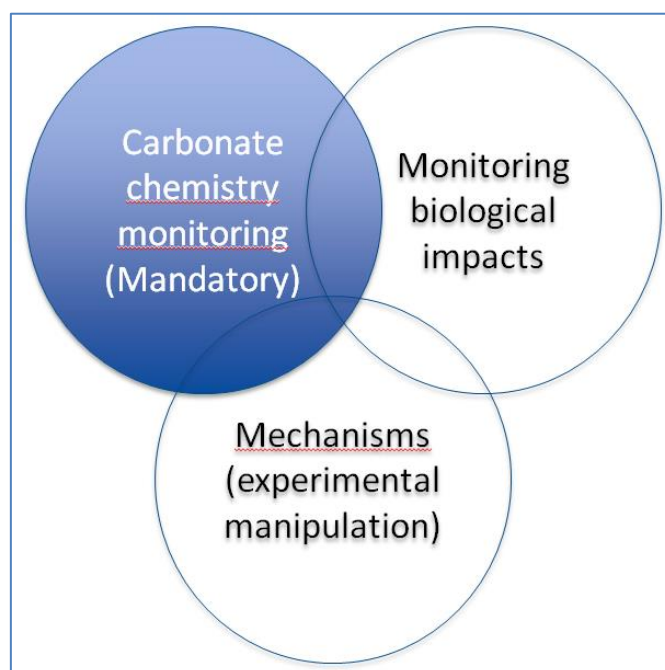 Carbonate
chemistry
monitoring
(Mandatory)
Monitoring
biological
impacts
Mechanisms
(experimental
manipulation)